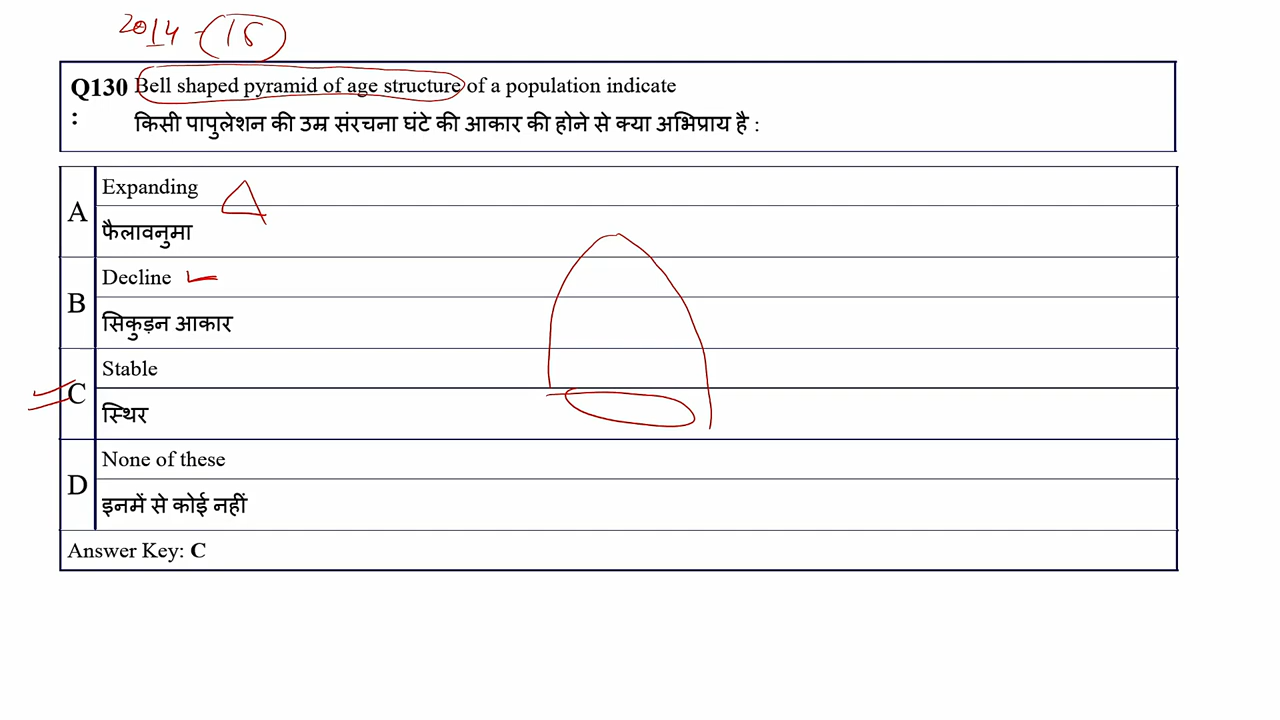 2014 - 15
Q130 Bell shaped pyramid of age structure of a population indicate
: किसी पापुलेशन की उम्र संरचना घंटे की आकार की होने से क्या अभिप्राय है :
A
Expanding
फैलावनुमा
B
Decline
सिकुड़न आकार
C
Stable
स्थिर
D
None of these
इनमें से कोई नहीं
Answer Key: C